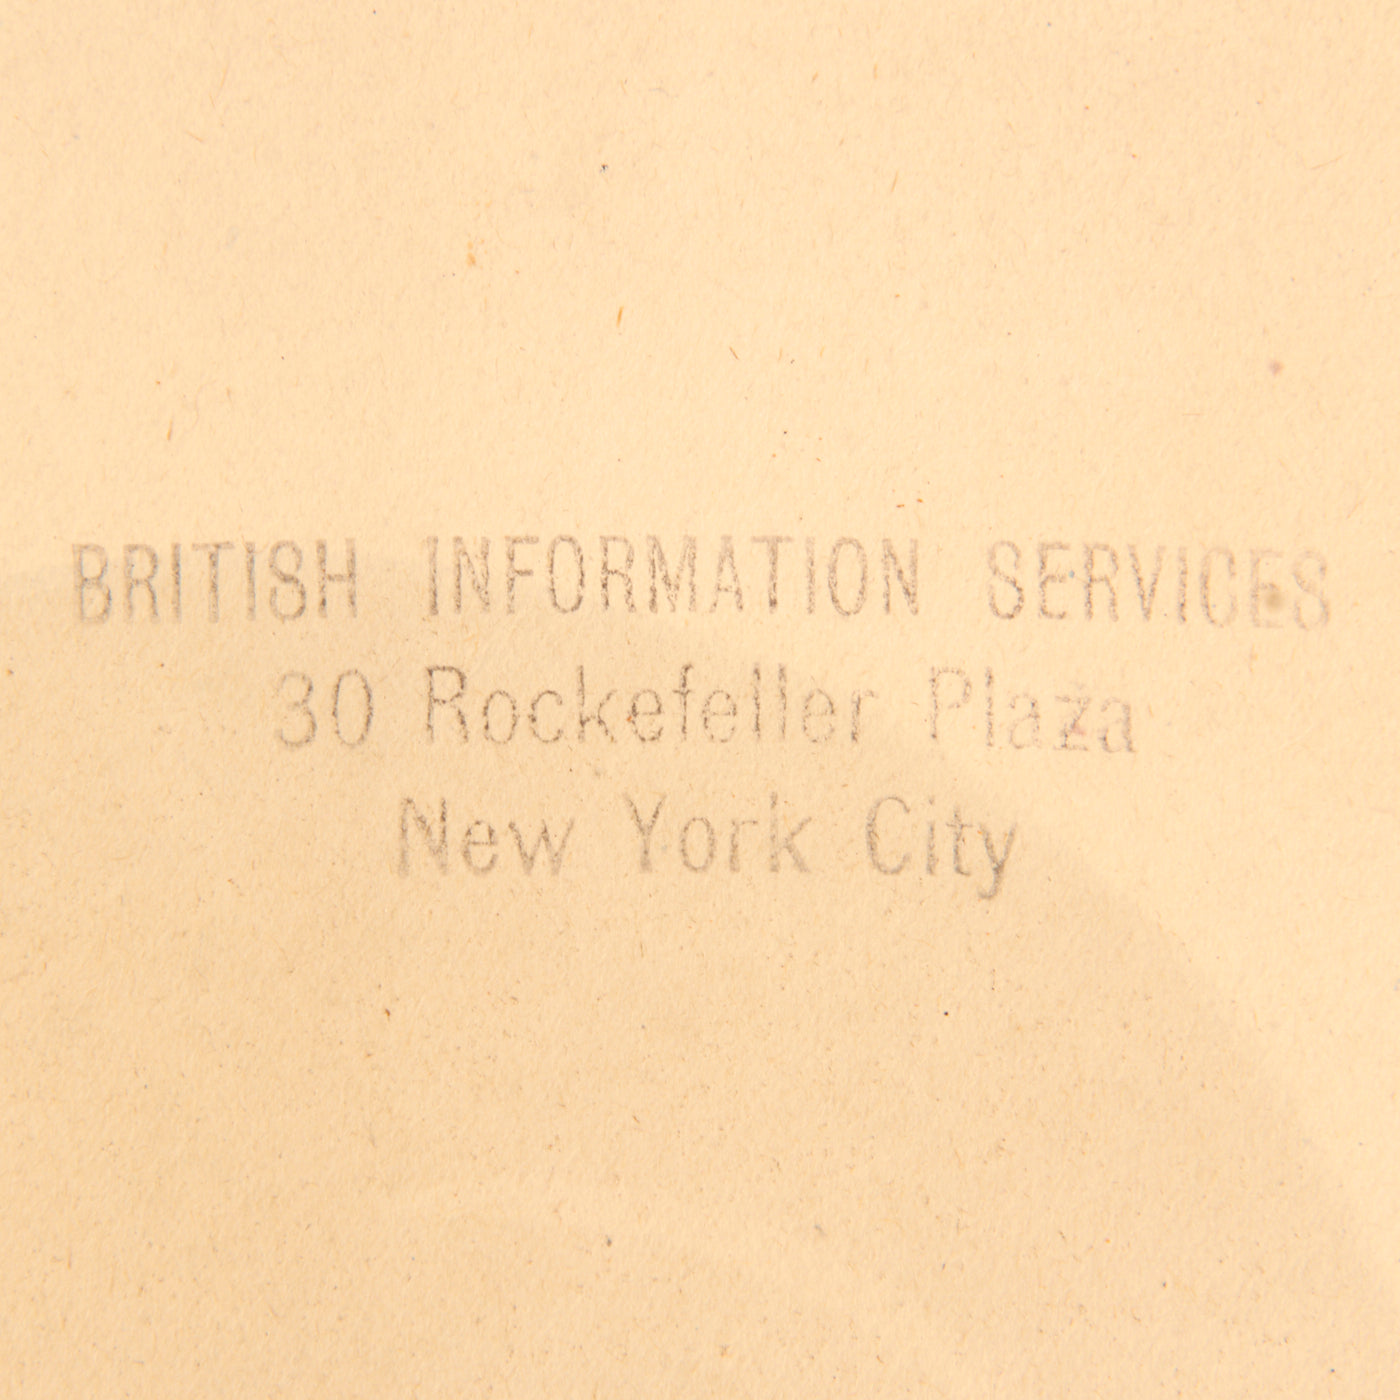 BRITISH INFORMATION SERVICES
30 Rockefeller Plaza
New York City